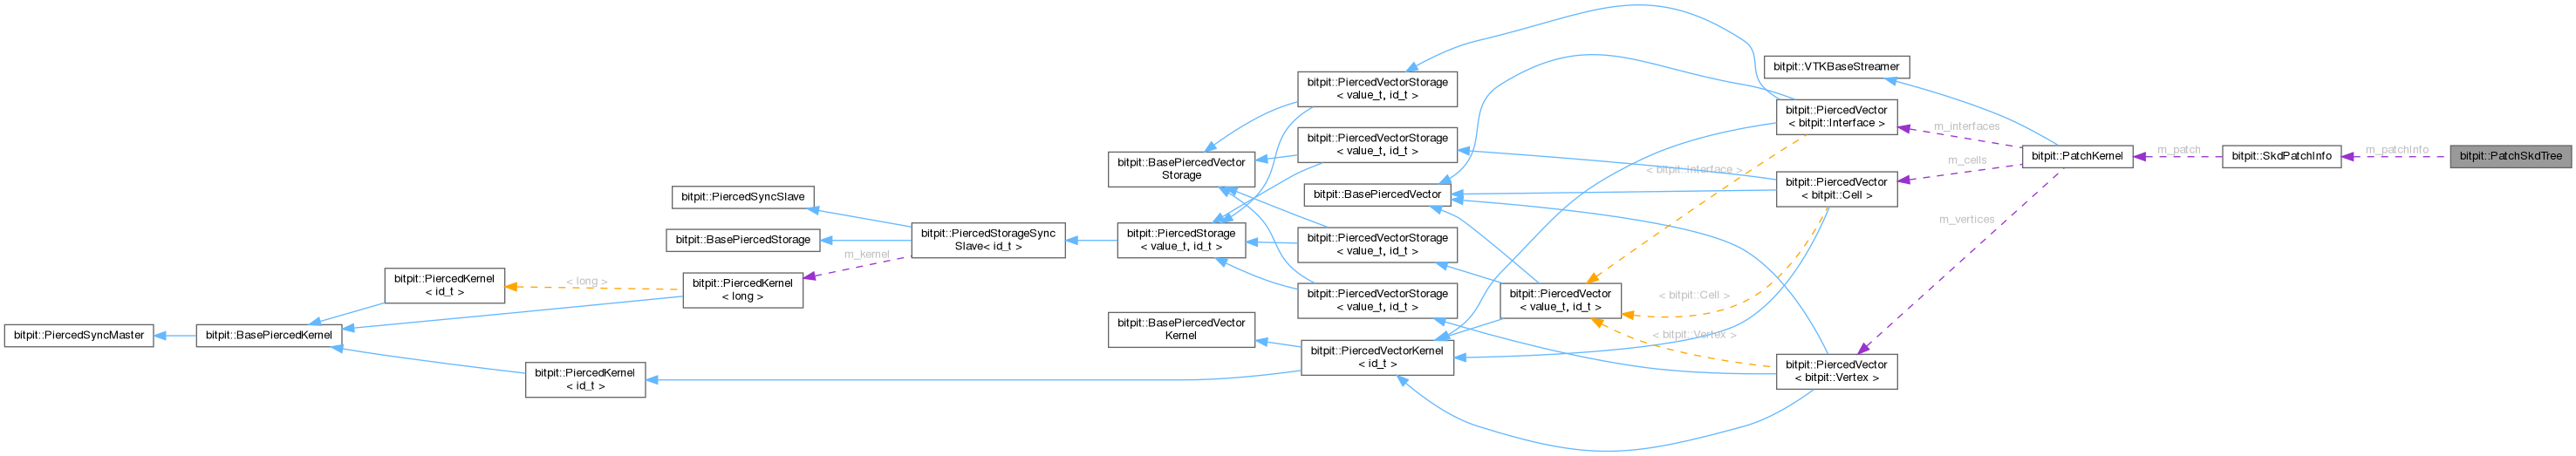 bitpit::PiercedSyncMaster
bitpit::BasePiercedKernel
bitpit::PiercedKernel
< id_t >
bitpit::PiercedKernel
< id_t >
< long >
bitpit::PiercedSyncSlave
bitpit::BasePiercedStorage
bitpit::PiercedKernel
< long >
m_kernel
bitpit::PiercedStorageSync
Slave< id_t >
bitpit::BasePiercedVector
Storage
bitpit::PiercedStorage
< value_t, id_t >
bitpit::BasePiercedVector
Kernel
bitpit::PiercedVectorStorage
< value_t, id_t >
bitpit::PiercedVectorStorage
< value_t, id_t >
bitpit::BasePiercedVector
bitpit::PiercedVectorStorage
< value_t, id_t >
bitpit::PiercedVectorStorage
< value_t, id_t >
bitpit::PiercedVectorKernel
< id_t >
bitpit::PiercedVector
< value_t, id_t >
< bitpit::Interface >
< bitpit::Cell >
< bitpit::Vertex >
bitpit::VTKBaseStreamer
bitpit::PiercedVector
< bitpit::Interface >
bitpit::PiercedVector
< bitpit::Cell >
bitpit::PiercedVector
< bitpit::Vertex >
m_interfaces
m_cells
m_vertices
bitpit::PatchKernel
m_patch
bitpit::SkdPatchInfo
m_patchInfo
bitpit::PatchSkdTree